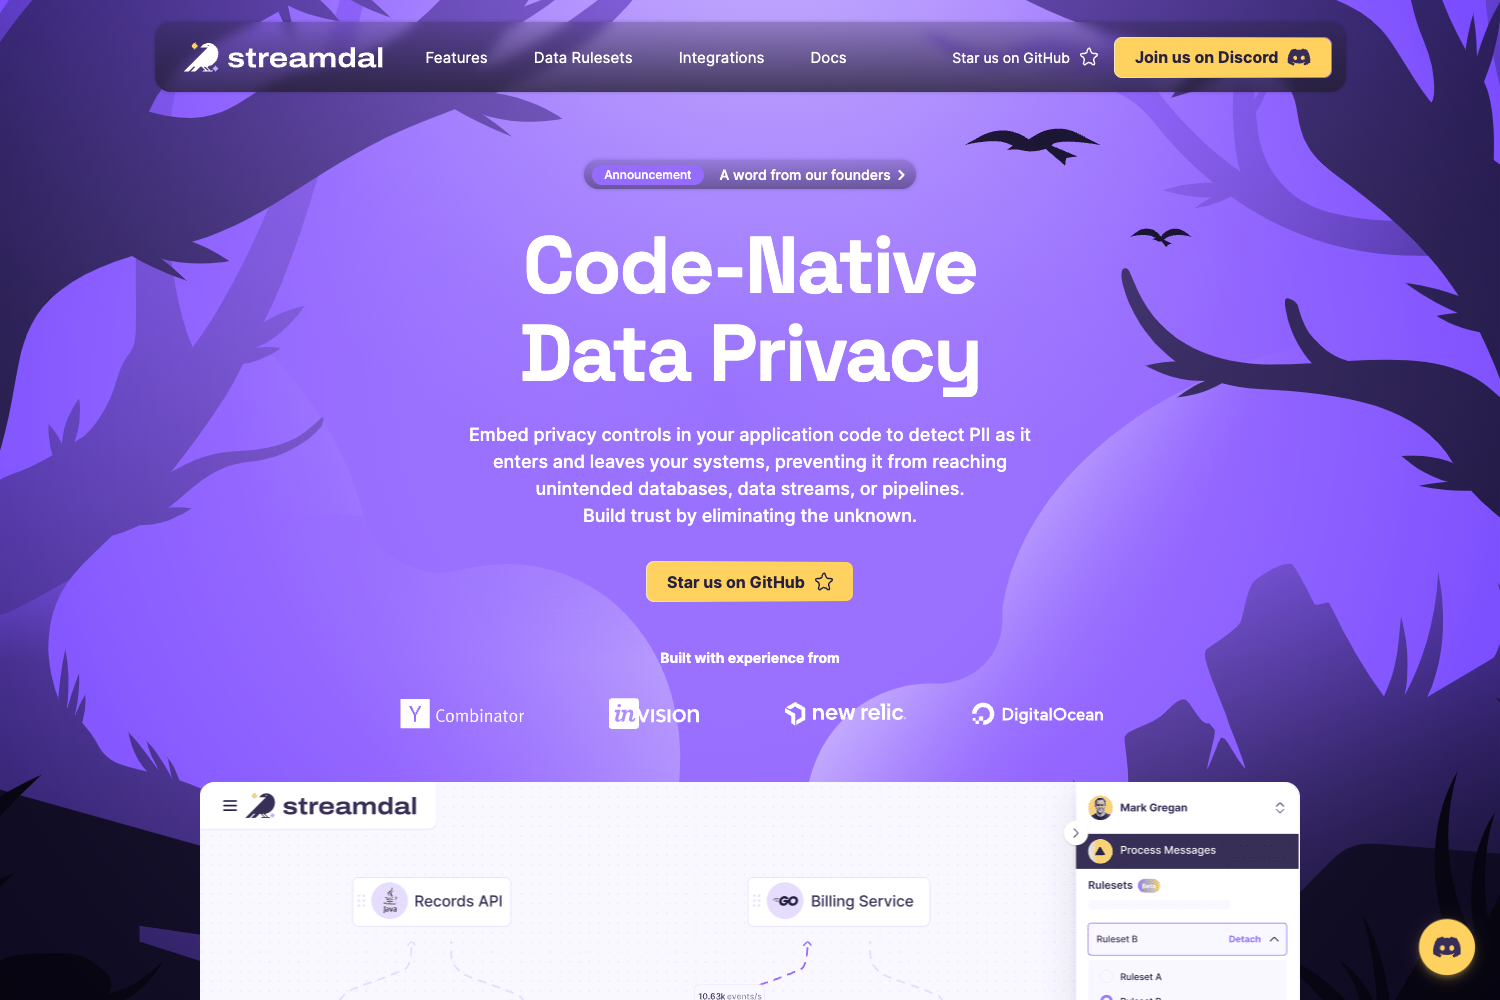 streamdal
Features
Data Rulesets
Integrations
Docs
Star us on GitHub
Join us on Discord
Announcement
A word from our founders
Code-Native
Data Privacy
Embed privacy controls in your application code to detect PII as it
enters and leaves your systems, preventing it from reaching
unintended databases, data streams, or pipelines.
Build trust by eliminating the unknown.
Star us on GitHub
Built with experience from
Y Combinator
inVISION
new relic.
DigitalOcean
streamdal
Mark Gregan
Process Messages
Records API
Java
GO
Billing Service
Rulesets
Beta
Ruleset B
Detach
Ruleset A
Ruleset B
10.63k events/s